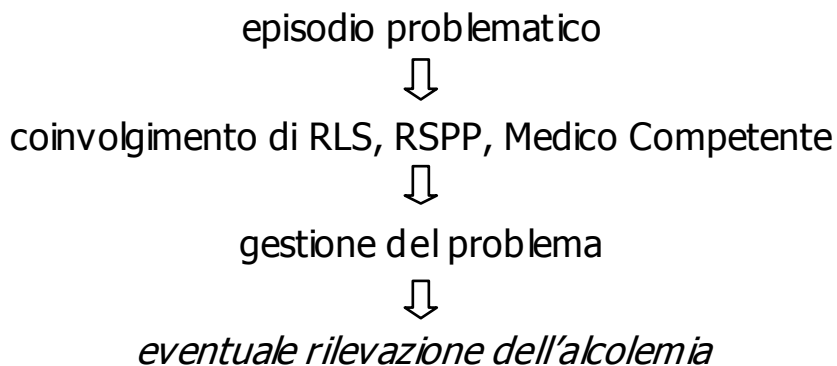 episodio problematico
coinvolgimento di RLS, RSPP, Medico Competente
gestione del problema
eventuale rilevazione dell'alcolemia